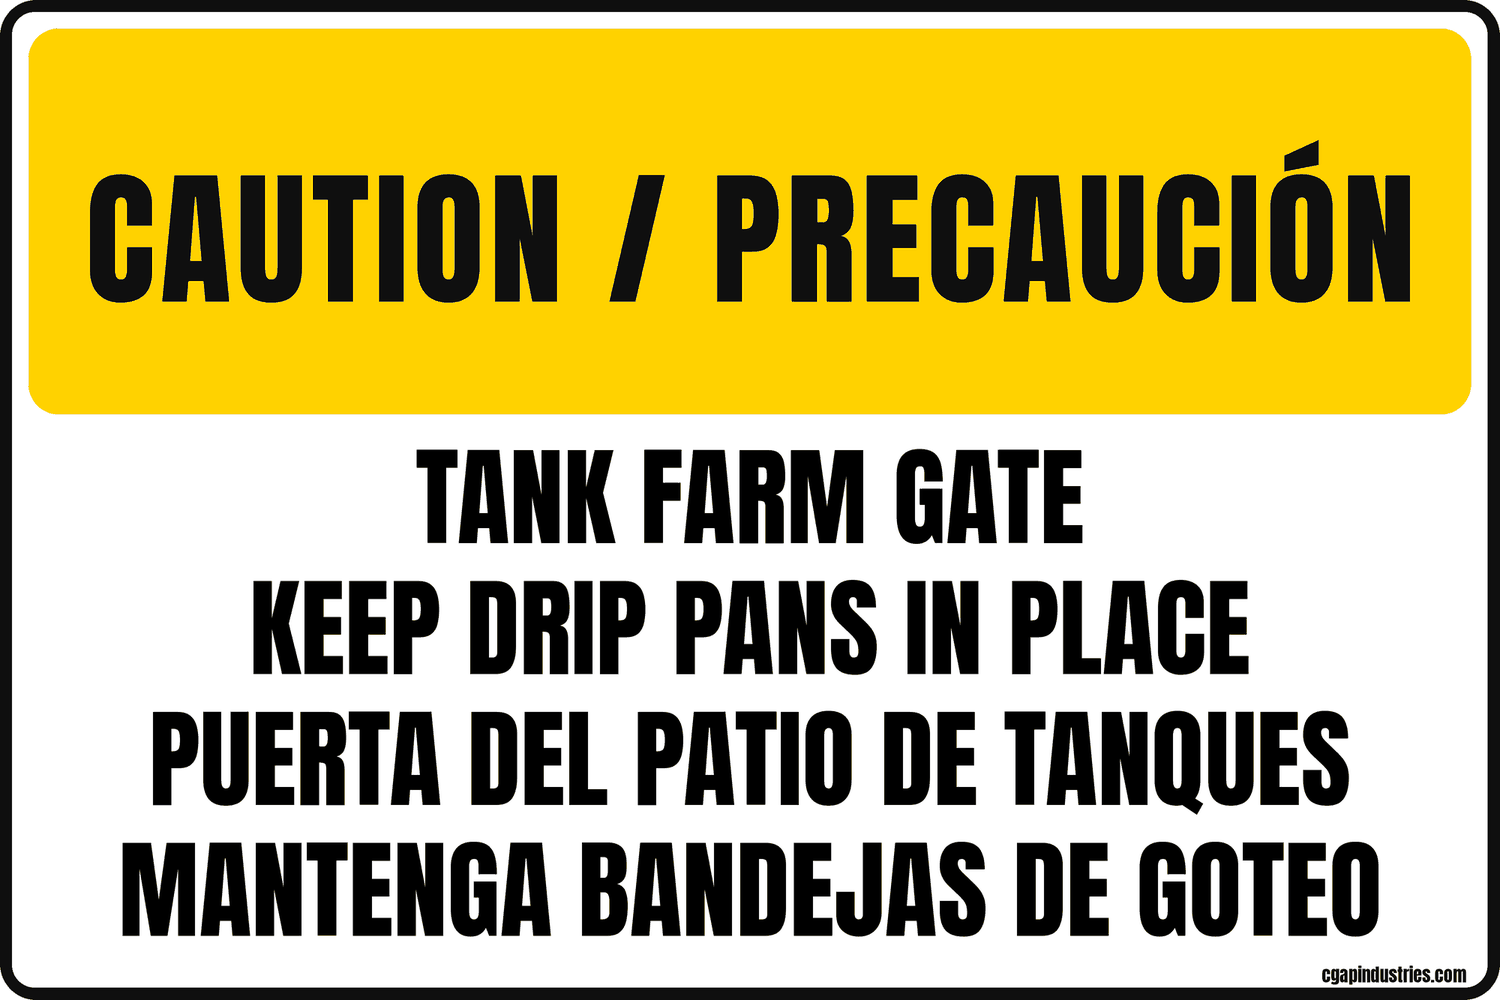 CAUTION / PRECAUCIÓN
TANK FARM GATE
KEEP DRIP PANS IN PLACE
PUERTA DEL PATIO DE TANQUES
MANTENGA BANDEJAS DE GOTEO
cgapindustries.com